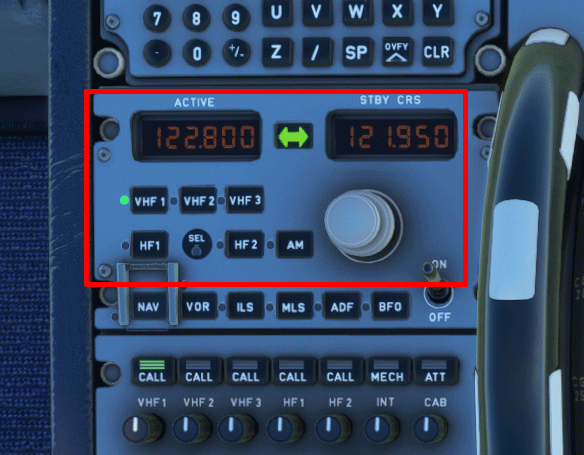 7 8 9 U V W X Y
- 0 +/- Z / SP OVFY CLR
ACTIVE STBY CRS
122.800 121.950
VHF 1 VHF 2 VHF 3
HF1 SEL HF 2 AM
ON
NAV VOR ILS MLS ADF BFO
OFF
CALL CALL CALL CALL CALL MECH ATT
VHF 1 VHF 2 VHF 3 HF 1 HF 2 INT CAB